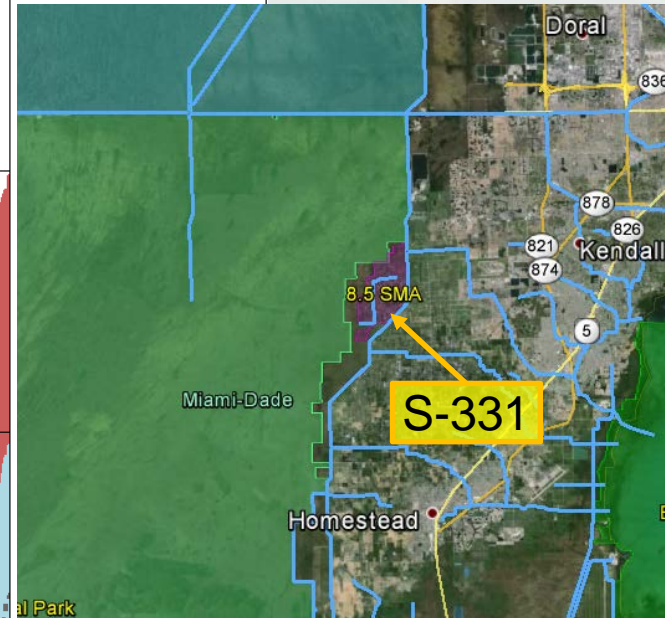 Doral
836
878
826
821
Kendall
874
8.5 SMA
5
Miami-Dade
S-331
Homestead
al Park